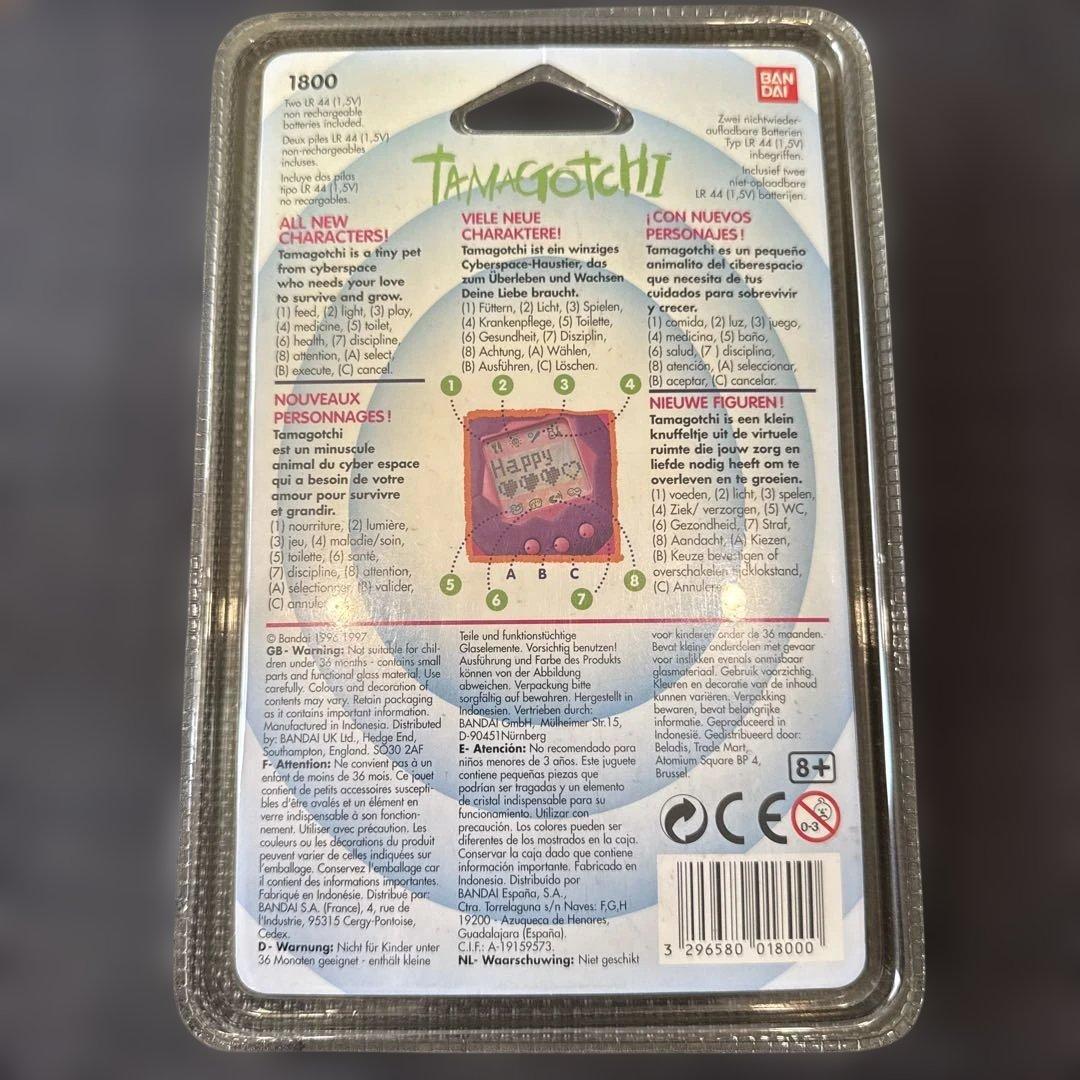 1800
Two LR 44 (1,5V)
non rechargeable
batteries included.
Deux piles LR 44 (1,5V)
non-rechargeables
incluses.
Incluye dos pilas
tipo LR 44 (1,5V)
no recargables.
BAN
DAI
Zwei nichtwieder-
aufladbare Batterien
Typ LR 44 (1,5V)
inbegriffen.
Inclusief twee
niet-oplaadbare
LR 44 (1,5V) batterijen.
TAMAGOTCHI
ALL NEW
CHARACTERS!
Tamagotchi is a tiny pet
from cyberspace
who needs your love
to survive and grow.
(1) feed, (2) light, (3) play,
(4) medicine, (5) toilet,
(6) health, (7) discipline,
(8) attention, (A) select,
(B) execute, (C) cancel.
VIELE NEUE
CHARAKTERE!
Tamagotchi ist ein winziges
Cyberspace-Haustier, das
zum Überleben und Wachsen
Deine Liebe braucht.
(1) Füttern, (2) Licht, (3) Spielen,
(4) Krankenpflege, (5) Toilette,
(6) Gesundheit, (7) Disziplin,
(8) Achtung, (A) Wählen,
(B) Ausführen, (C) Löschen.
¡CON NUEVOS
PERSONAJES!
Tamagotchi es un pequeño
animalito del ciberespacio
que necesita de tus
cuidados para sobrevivir
y crecer.
(1) comida, (2) luz, (3) juego,
(4) medicina, (5) baño,
(6) salud, (7 ) disciplina,
(8) atención, (A) seleccionar,
(B) aceptar, (C) cancelar.
NOUVEAUX
PERSONNAGES!
Tamagotchi
est un minuscule
animal du cyber espace
qui a besoin de votre
amour pour survivre
et grandir.
(1) nourriture, (2) lumière,
(3) jeu, (4) maladie/soin,
(5) toilette, (6) santé,
(7) discipline, (8) attention,
(A) sélectionner, (B) valider,
(C) annuler
1 2 3 4
Happy
A B C
5 6 7 8
NIEUWE FIGUREN!
Tamagotchi is een klein
knuffeltje uit de virtuele
ruimte die jouw zorg en
liefde nodig heeft om te
overleven en te groeien.
(1) voeden, (2) licht, (3) spelen,
(4) Ziek/ verzorgen, (5) WC,
(6) Gezondheid, (7) Straf,
(8) Aandacht, (A) Kiezen,
(B) Keuze bevestigen of
overschakelen tijdklokstand,
(C) Annuleren
© Bandai 1996 1997
GB- Warning: Not suitable for chil-
dren under 36 months - contains small
parts and functional glass material. Use
carefully. Colours and decoration of
contents may vary. Retain packaging
as it contains important information.
Manufactured in Indonesia. Distributed
by: BANDAI UK Ltd., Hedge End,
Southampton, England. SO30 2AF
F- Attention: Ne convient pas à un
enfant de moins de 36 mois. Ce jouet
contient de petits accessoires suscepti-
bles d'être avalés et un élément en
verre indispensable à son fonction-
nement. Utiliser avec précaution. Les
couleurs ou les décorations du produit
peuvent varier de celles indiquées sur
l'emballage. Conservez l'emballage car
il contient des informations importantes.
Fabriqué en Indonésie. Distribué par:
BANDAI S.A. (France), 4, rue de
l'Industrie, 95315 Cergy-Pontoise,
Cedex.
D- Warnung: Nicht für Kinder unter
36 Monaten geeignet - enthält kleine
Teile und funktionstüchtige
Glaselemente. Vorsichtig benutzen!
Ausführung und Farbe des Produkts
können von der Abbildung
abweichen. Verpackung bitte
sorgfältig auf bewahren. Hergestellt in
Indonesien. Vertrieben durch:
BANDAI GmbH, Mülheimer Str.15,
D-90451Nürnberg
E- Atención: No recomendado para
niños menores de 3 años. Este juguete
contiene pequeñas piezas que
podrían ser tragadas y un elemento
de cristal indispensable para su
funcionamiento. Utilizar con
precaución. Los colores pueden ser
diferentes de los mostrados en la caja.
Conservar la caja dado que contiene
información importante. Fabricado en
Indonesia. Distribuido por
BANDAI España, S.A.,
Ctra. Torrelaguna s/n Naves: F,G,H
19200 - Azuqueca de Henares,
Guadalajara (España).
C.I.F.: A-19159573.
NL- Waarschuwing: Niet geschikt
voor kinderen onder de 36 maanden.
Bevat kleine onderdelen met gevaar
voor inslikken evenals onmisbaar
glasmateriaal. Gebruik voorzichtig.
Kleuren en decoratie van de inhoud
kunnen variëren. Verpakking
bewaren, bevat belangrijke
informatie. Geproduceerd in
Indonesië. Gedistribueerd door:
Beladis, Trade Mart,
Atomium Square BP 4,
Brussel.
8+
CE
0-3
3 296580 018000